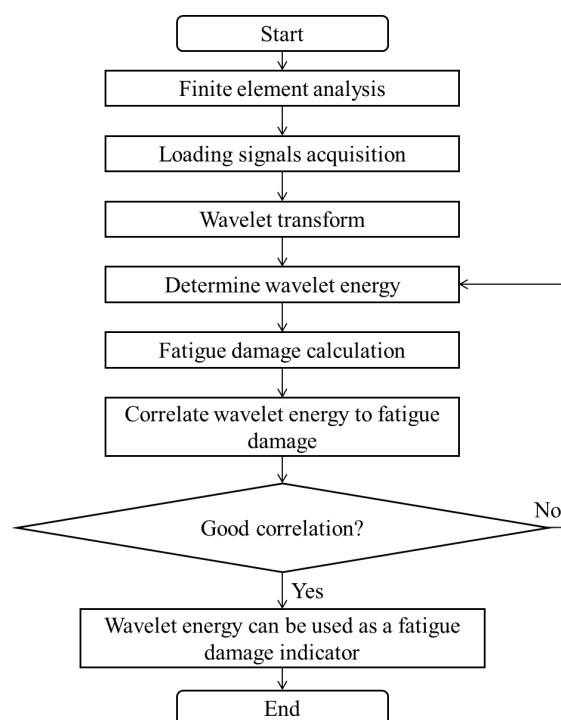 Start
Finite element analysis
Loading signals acquisition
Wavelet transform
Determine wavelet energy
Fatigue damage calculation
Correlate wavelet energy to fatigue
damage
Good correlation?
No
Yes
Wavelet energy can be used as a fatigue
damage indicator
End